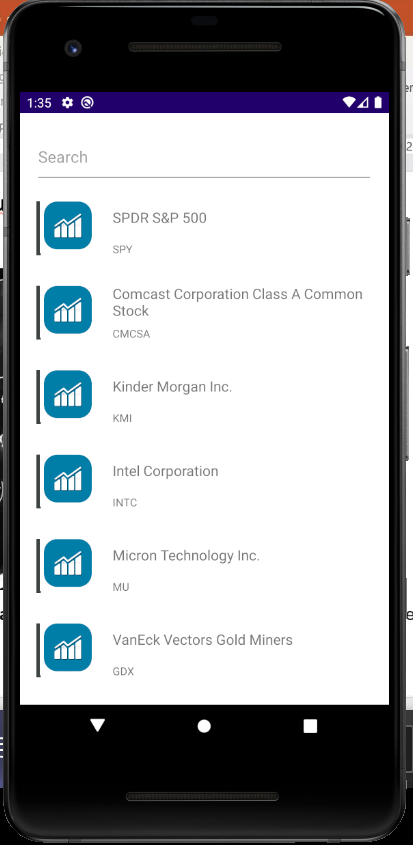 1:35
Search
SPDR S&P 500
SPY
Comcast Corporation Class A Common
Stock
CMCSA
Kinder Morgan Inc.
KMI
Intel Corporation
INTC
Micron Technology Inc.
MU
VanEck Vectors Gold Miners
GDX